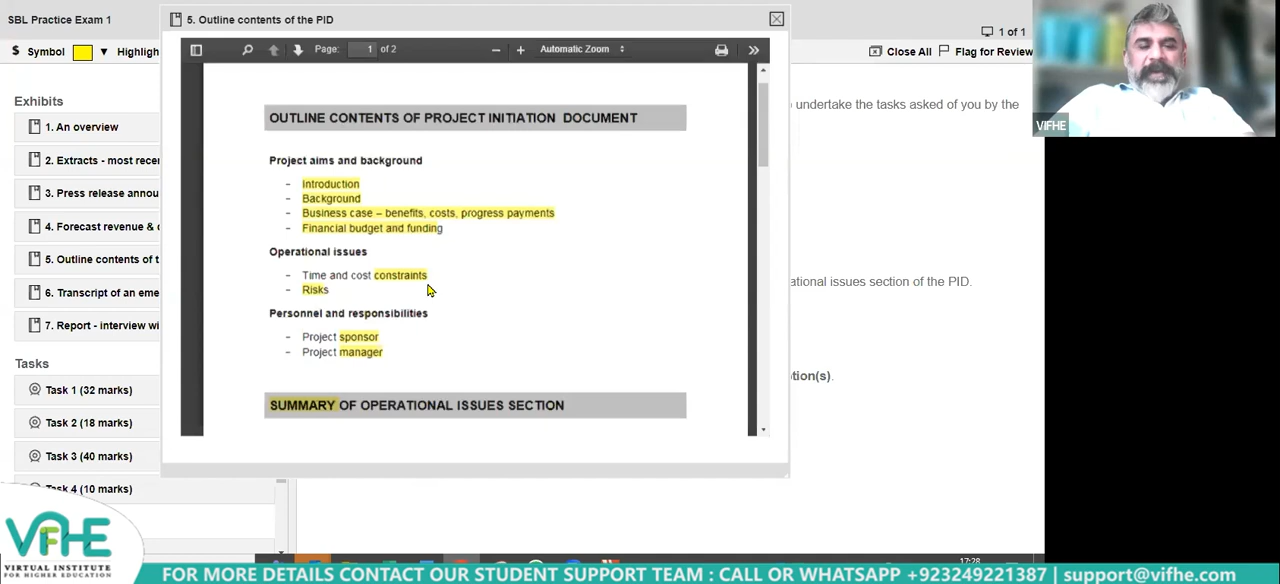 SBL Practice Exam 1
5. Outline contents of the PID
1 of 1
Symbol
Highligh
Page: 1 of 2
Automatic Zoom
Close All
Flag for Review
Exhibits
1. An overview
2. Extracts - most rece
3. Press release annou
4. Forecast revenue &
5. Outline contents of t
6. Transcript of an eme
7. Report - interview wi
Tasks
Task 1 (32 marks)
Task 2 (18 marks)
Task 3 (40 marks)
Task 4 (10 marks)
OUTLINE CONTENTS OF PROJECT INITIATION DOCUMENT
Project aims and background
- Introduction
- Background
- Business case – benefits, costs, progress payments
- Financial budget and funding
Operational issues
- Time and cost constraints
- Risks
Personnel and responsibilities
- Project sponsor
- Project manager
SUMMARY OF OPERATIONAL ISSUES SECTION
undertake the tasks asked of you by the
ational issues section of the PID.
tion(s).
VIFHE
17:28
VFHE
VIRTUAL INSTITUTE
FOR HIGHER EDUCATION
FOR MORE DETAILS CONTACT OUR STUDENT SUPPORT TEAM : CALL OR WHATSAPP +923249221387 | support@vifhe.com